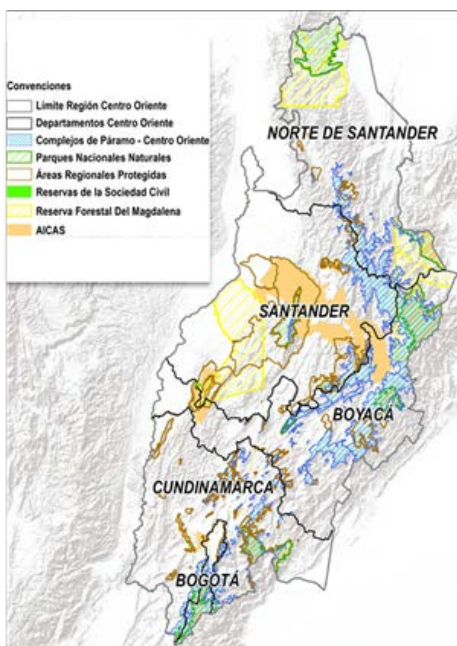 Convenciones
Limite Región Centro Oriente
Departamentos Centro Oriente
Complejos de Páramo - Centro Oriente
Parques Nacionales Naturales
Áreas Regionales Protegidas
Reservas de la Sociedad Civil
Reserva Forestal Del Magdalena
AICAS
NORTE DE SANTANDER
SANTANDER
BOYACÁ
CUNDINAMARCA
BOGOTÁ